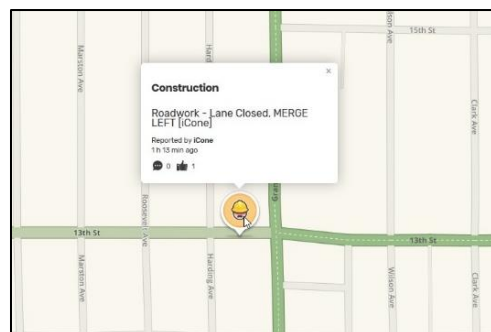 15th St
Wilson Ave
Marston Ave
Clark Ave
×
Construction
Roadwork - Lane Closed, MERGE
LEFT [iCone]
Reported by iCone
1 h 13 min ago
0 1
Roosevelt Ave
13th St
13th St
Marston Ave
Harding Ave
Wilson Ave
Clark Ave